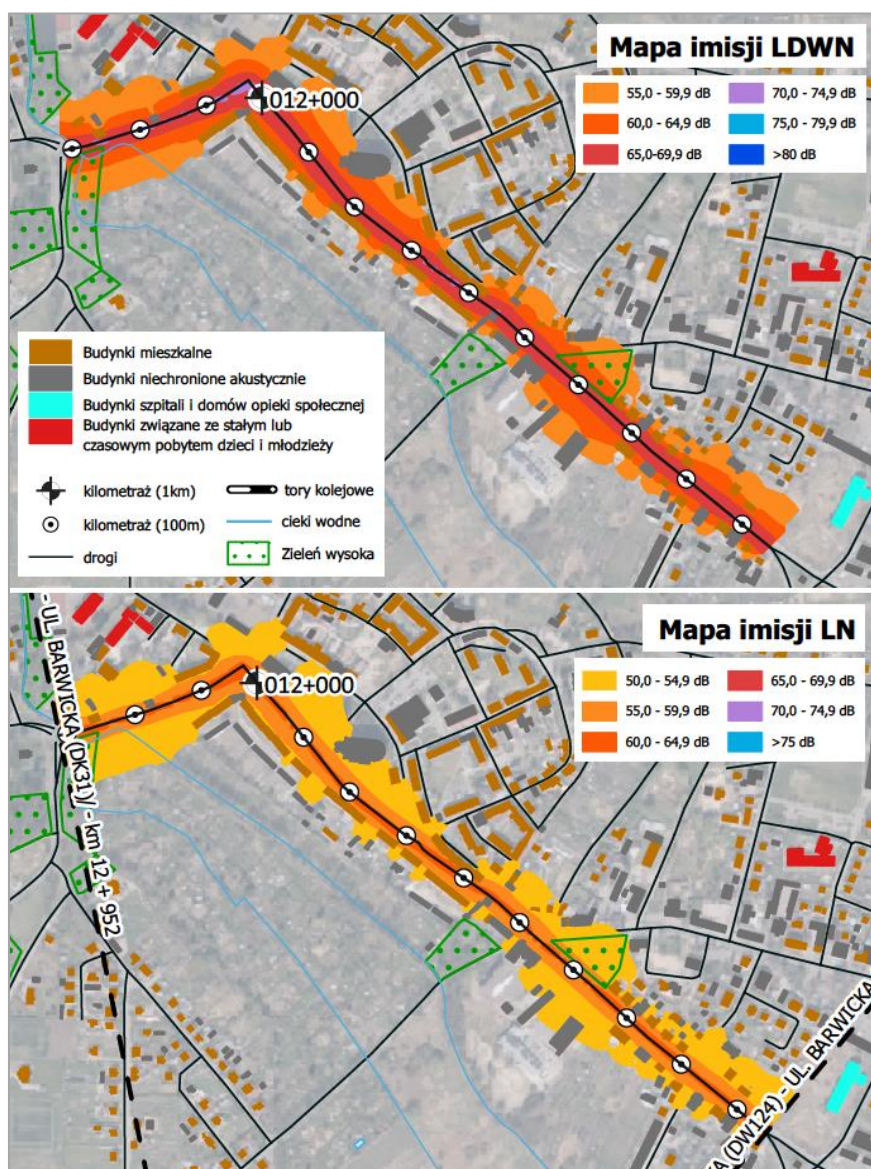 Mapa imisji LDWN
55,0 - 59,9 dB
60,0 - 64,9 dB
65,0-69,9 dB
70,0 - 74,9 dB
75,0 - 79,9 dB
>80 dB
012+000
Budynki mieszkalne
Budynki niechronione akustycznie
Budynki szpitali i domów opieki społecznej
Budynki związane ze stałym lub
czasowym pobytem dzieci i młodzieży
kilometraż (1km)
kilometraż (100m)
drogi
tory kolejowe
cieki wodne
Zieleń wysoka
Mapa imisji LN
50,0 - 54,9 dB
55,0 - 59,9 dB
60,0 - 64,9 dB
65,0 - 69,9 dB
70,0 - 74,9 dB
>75 dB
012+000
- UL. BARWICKA (DK31)/ - km 12 + 952
KA (DW124) - UL. BARWICKA